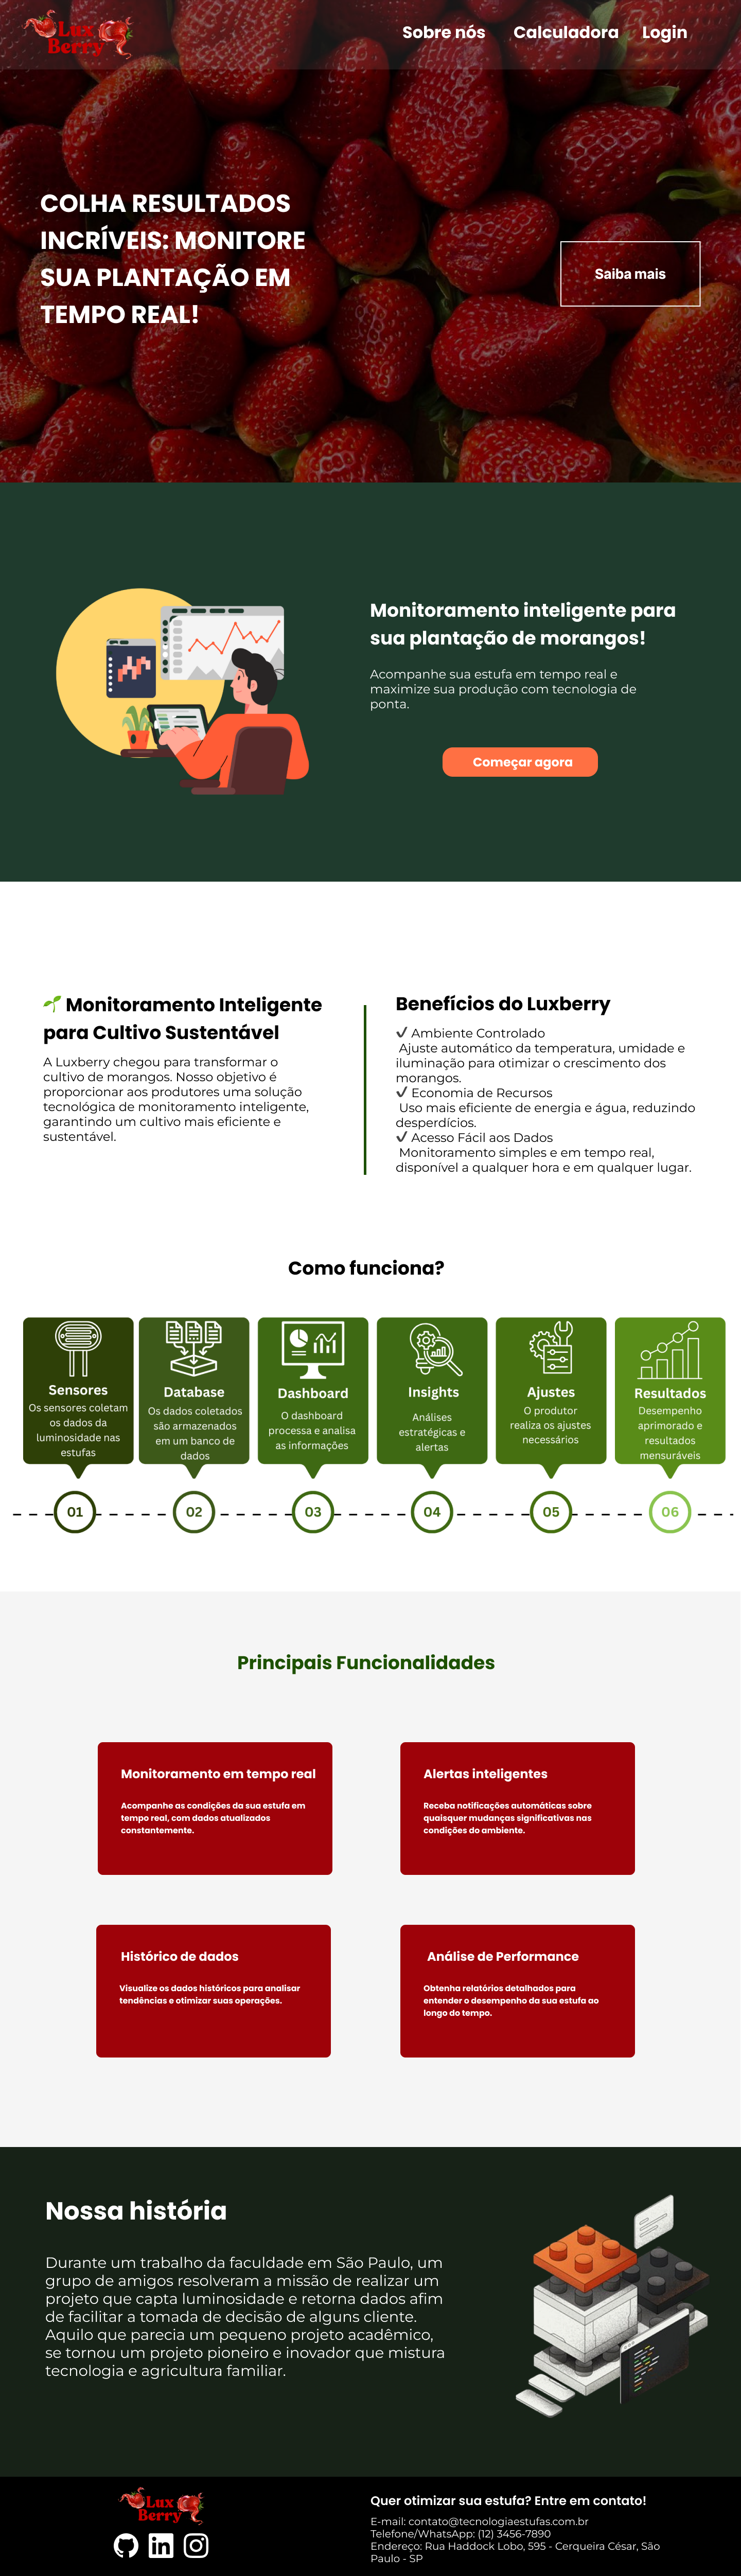 Lux
Berry
Sobre nós
Calculadora
Login
COLHA RESULTADOS
INCRÍVEIS: MONITORE
SUA PLANTAÇÃO EM
TEMPO REAL!
Saiba mais
Monitoramento inteligente para
sua plantação de morangos!
Acompanhe sua estufa em tempo real e
maximize sua produção com tecnologia de
ponta.
Começar agora
🌱 Monitoramento Inteligente
para Cultivo Sustentável
A Luxberry chegou para transformar o
cultivo de morangos. Nosso objetivo é
proporcionar aos produtores uma solução
tecnológica de monitoramento inteligente,
garantindo um cultivo mais eficiente e
sustentável.
Benefícios do Luxberry
✔ Ambiente Controlado
Ajuste automático da temperatura, umidade e
iluminação para otimizar o crescimento dos
morangos.
✔ Economia de Recursos
Uso mais eficiente de energia e água, reduzindo
desperdícios.
✔ Acesso Fácil aos Dados
Monitoramento simples e em tempo real,
disponível a qualquer hora e em qualquer lugar.
Como funciona?
Sensores
Os sensores coletam
os dados da
luminosidade nas
estufas
Database
Os dados coletados
são armazenados
em um banco de
dados
Dashboard
O dashboard
processa e analisa
as informações
Insights
Análises
estratégicas e
alertas
Ajustes
O produtor
realiza os ajustes
necessários
Resultados
Desempenho
aprimorado e
resultados
mensuráveis
01
02
03
04
05
06
Principais Funcionalidades
Monitoramento em tempo real
Acompanhe as condições da sua estufa em
tempo real, com dados atualizados
constantemente.
Alertas inteligentes
Receba notificações automáticas sobre
quaisquer mudanças significativas nas
condições do ambiente.
Histórico de dados
Visualize os dados históricos para analisar
tendências e otimizar suas operações.
Análise de Performance
Obtenha relatórios detalhados para
entender o desempenho da sua estufa ao
longo do tempo.
Nossa história
Durante um trabalho da faculdade em São Paulo, um
grupo de amigos resolveram a missão de realizar um
projeto que capta luminosidade e retorna dados afim
de facilitar a tomada de decisão de alguns cliente.
Aquilo que parecia um pequeno projeto acadêmico,
se tornou um projeto pioneiro e inovador que mistura
tecnologia e agricultura familiar.
Lux
Berry
in
Quer otimizar sua estufa? Entre em contato!
E-mail: contato@tecnologiaestufas.com.br
Telefone/WhatsApp: (12) 3456-7890
Endereço: Rua Haddock Lobo, 595 - Cerqueira César, São
Paulo - SP